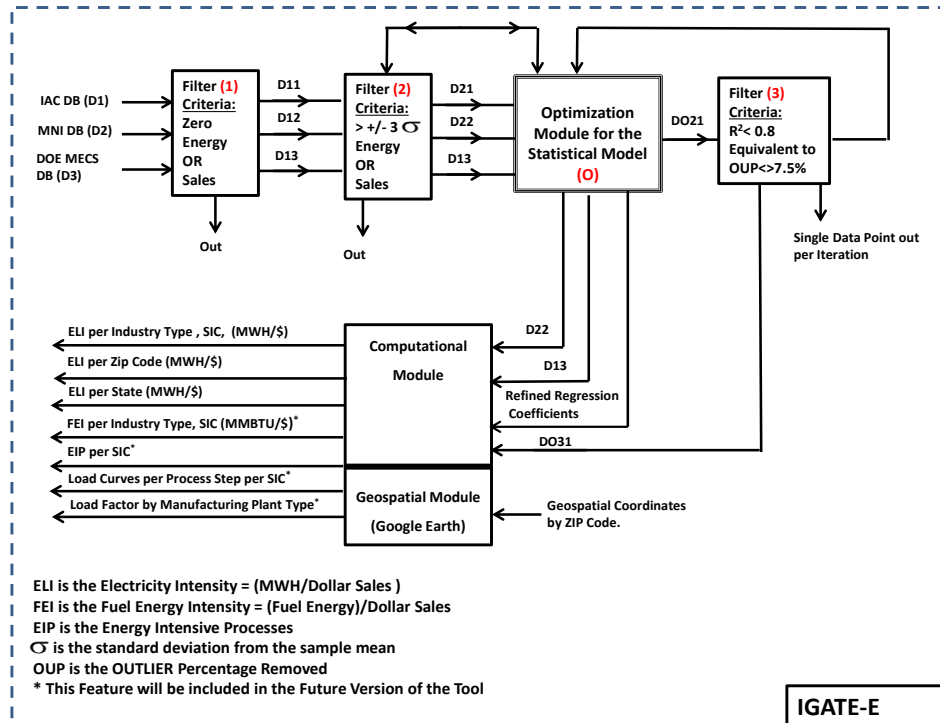 IAC DB (D1)
MNI DB (D2)
DOE MECS
DB (D3)
Filter (1)
Criteria:
Zero
Energy
OR
Sales
Out
D11
D12
D13
Filter (2)
Criteria:
> +/- 3 σ
Energy
OR
Sales
Out
D21
D22
D13
Optimization
Module for the
Statistical Model
(O)
DO21
Filter (3)
Criteria:
R²< 0.8
Equivalent to
OUP<>7.5%
Single Data Point out
per Iteration
D22
D13
Refined Regression
Coefficients
DO31
Computational
Module
Geospatial Module
(Google Earth)
Geospatial Coordinates
by ZIP Code.
ELI per Industry Type , SIC, (MWH/$)
ELI per Zip Code (MWH/$)
ELI per State (MWH/$)
FEI per Industry Type, SIC (MMBTU/$)*
EIP per SIC*
Load Curves per Process Step per SIC*
Load Factor by Manufacturing Plant Type*
ELI is the Electricity Intensity = (MWH/Dollar Sales )
FEI is the Fuel Energy Intensity = (Fuel Energy)/Dollar Sales
EIP is the Energy Intensive Processes
σ is the standard deviation from the sample mean
OUP is the OUTLIER Percentage Removed
* This Feature will be included in the Future Version of the Tool
IGATE-E